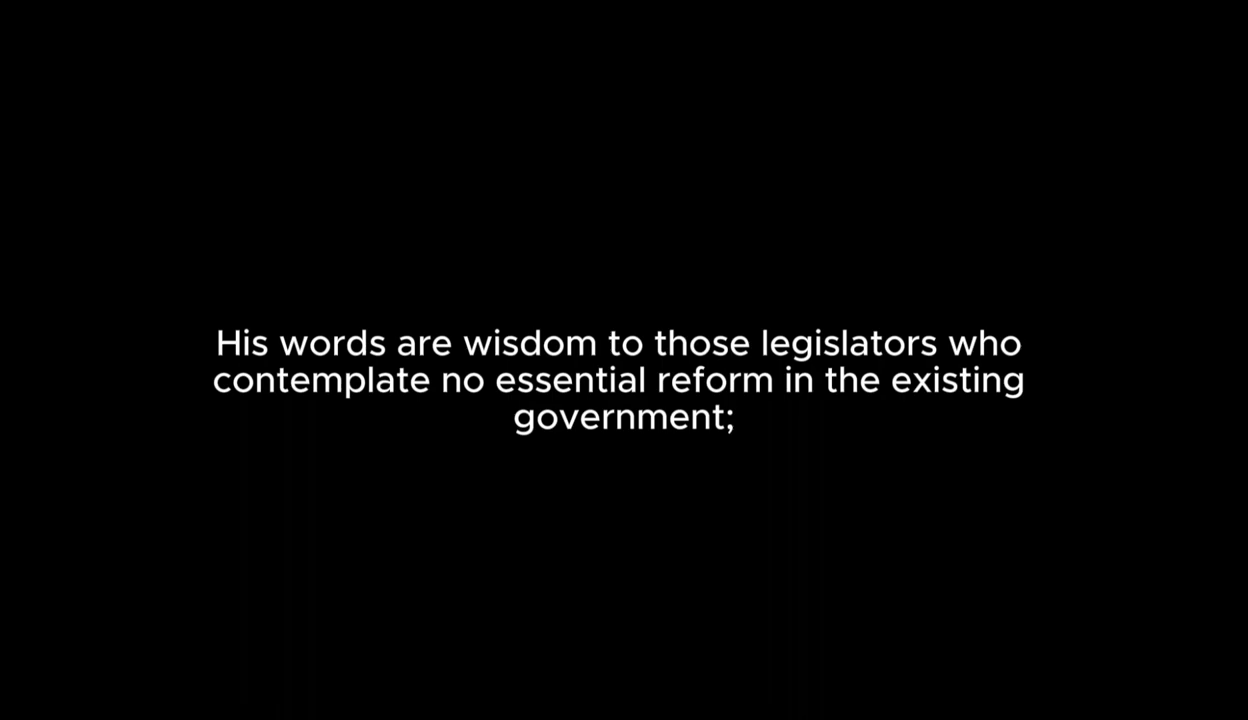 His words are wisdom to those legislators who
contemplate no essential reform in the existing
government;